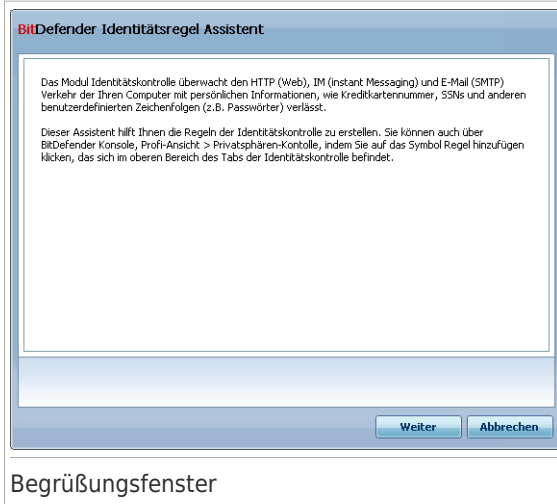 BitDefender Identitätsregel Assistent
Das Modul Identitätskontrolle überwacht den HTTP (Web), IM (instant Messaging) und E-Mail (SMTP)
Verkehr der Ihren Computer mit persönlichen Informationen, wie Kreditkartennummer, SSNs und anderen
benutzerdefinierten Zeichenfolgen (z.B. Passwörter) verlässt.
Dieser Assistent hilft Ihnen die Regeln der Identitätskontrolle zu erstellen. Sie können auch über
BitDefender Konsole, Profi-Ansicht > Privatsphären-Kontolle, indem Sie auf das Symbol Regel hinzufügen
klicken, das sich im oberen Bereich des Tabs der Identitätskontrolle befindet.
Weiter Abbrechen
Begrüßungsfenster